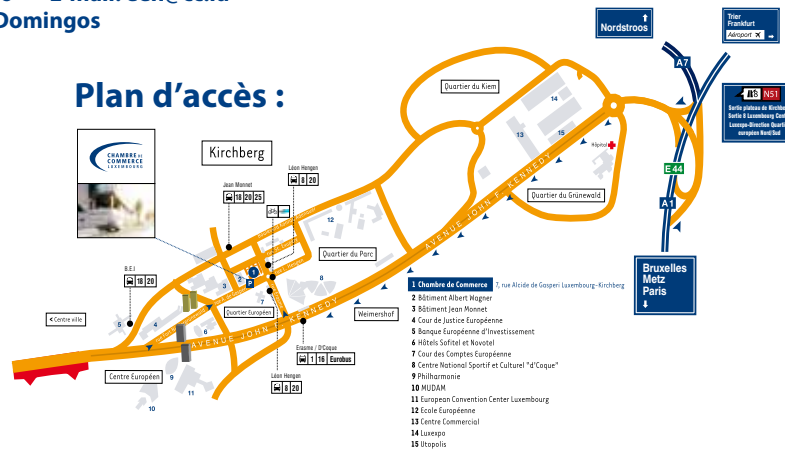 Domingos
Plan d'accès :
CHAMBRE DE
COMMERCE
LUXEMBOURG
Kirchberg
Nordstroos
Trier
Frankfurt
Aéroport
A7
N51
Sortie plateau de Kirchberg
Sortie 8 Luxembourg Centre
Luxexpo-Direction Quartier
européen Nord/Sud
E 44
A1
Bruxelles
Metz
Paris
Quartier du Kiem
14
13
15
Hôpital
Quartier du Grünewald
Léon Hengen
8 20
Jean Monnet
18 20 25
12
Quartier du Parc
AVENUE JOHN F. KENNEDY
B.E.I
18 20
1
2
P
3
8
7
Quartier Européen
Weimershof
< Centre ville
5
4
6
AVENUE JOHN F. KENNEDY
Erasme / D'Coque
1 16 Eurobus
Léon Hengen
8 20
Centre Européen
9
11
10
1 Chambre de Commerce 7, rue Alcide de Gasperi Luxembourg-Kirchberg
2 Bâtiment Albert Wagner
3 Bâtiment Jean Monnet
4 Cour de Justice Européenne
5 Banque Européenne d'Investissement
6 Hôtels Sofitel et Novotel
7 Cour des Comptes Européenne
8 Centre National Sportif et Culturel "d'Coque"
9 Philharmonie
10 MUDAM
11 European Convention Center Luxembourg
12 Ecole Européenne
13 Centre Commercial
14 Luxexpo
15 Utopolis